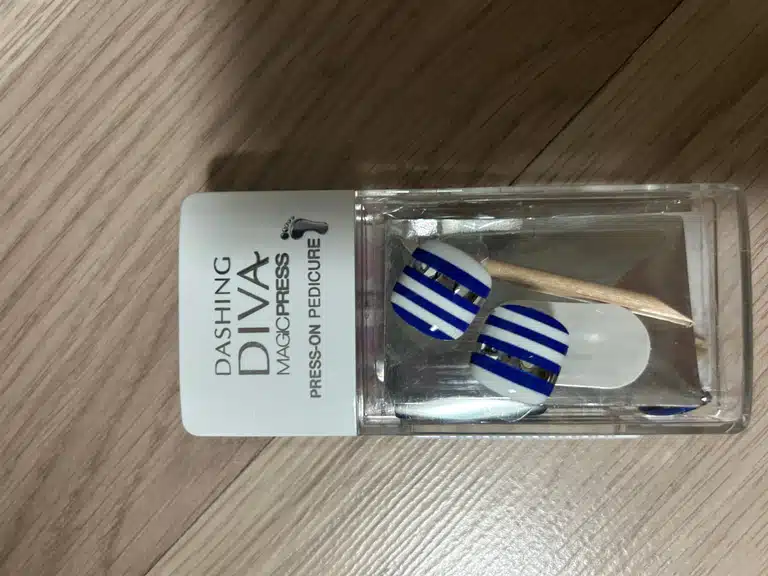 DASHING
DIVA
MAGICPRESS
PRESS-ON PEDICURE